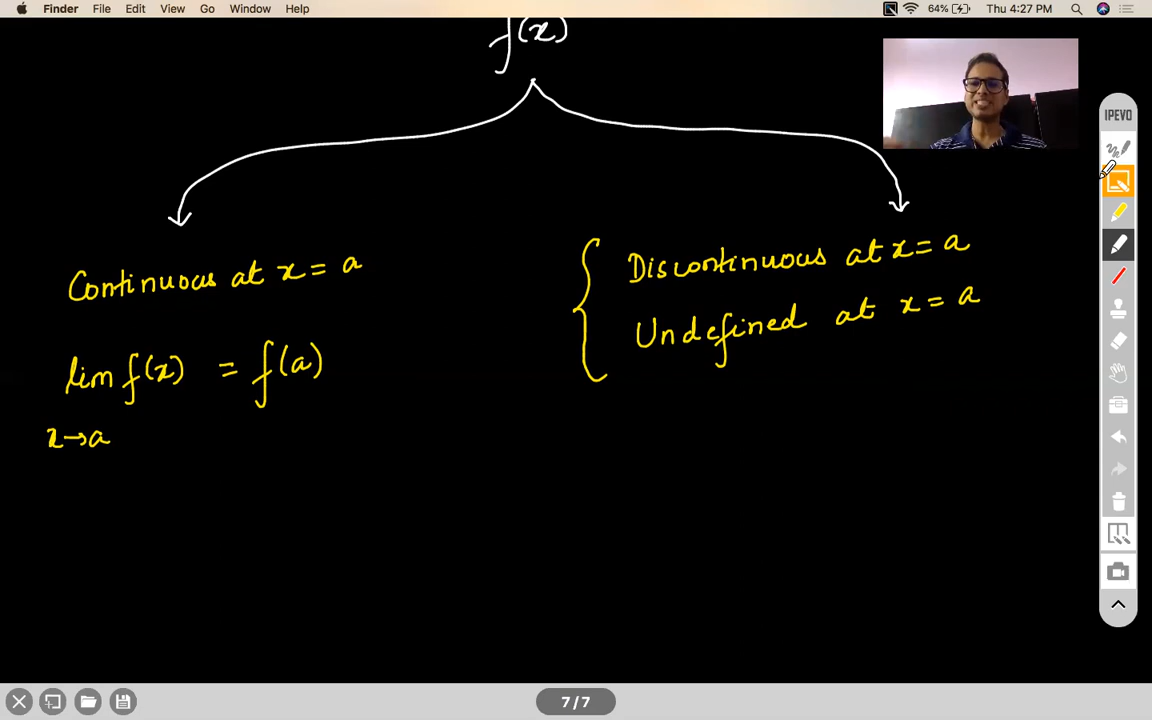 Finder File Edit View Go Window Help 64% Thu 4:27 PM
f(x)
IPEVO
Continuous at x = a
lim f(x) = f(a)
x→a
Discontinuous at x = a
Undefined at x = a
7/7